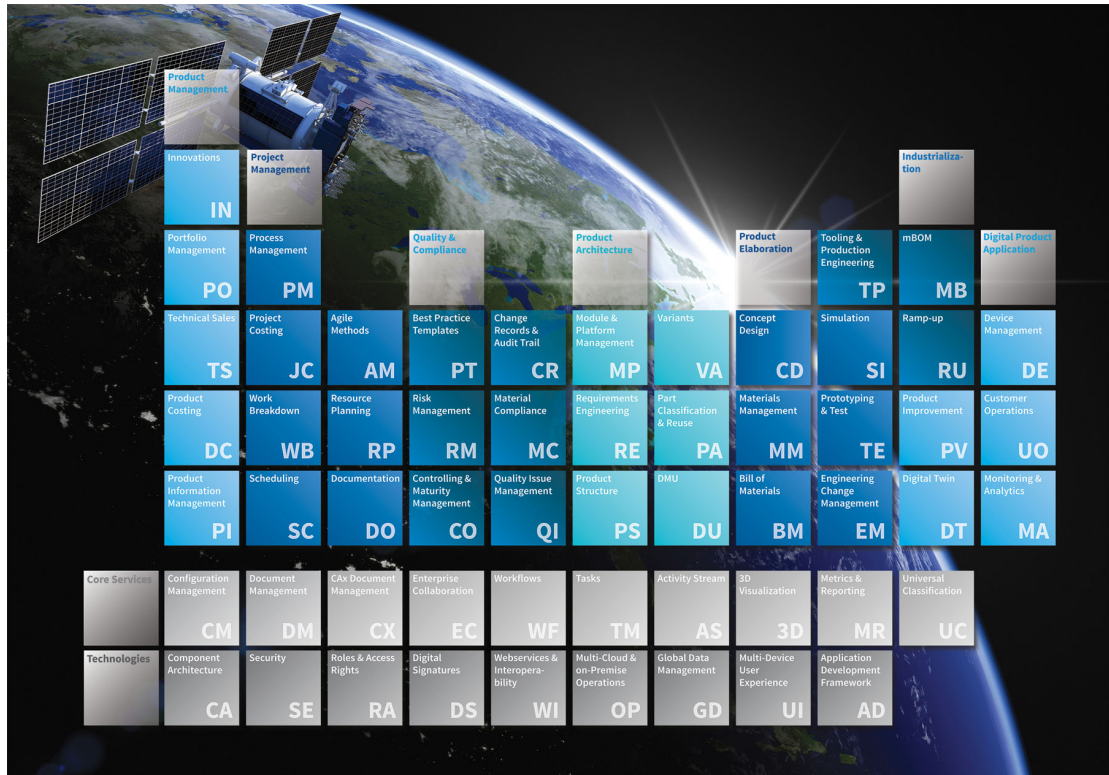 Product
Management
Innovations
IN
Project
Management
Industrializa-
tion
Portfolio
Management
PO
Process
Management
PM
Quality &
Compliance
Product
Architecture
Product
Elaboration
Tooling &
Production
Engineering
TP
mBOM
MB
Digital Product
Application
Technical Sales
TS
Project
Costing
JC
Agile
Methods
AM
Best Practice
Templates
PT
Change
Records &
Audit Trail
CR
Module &
Platform
Management
MP
Variants
VA
Concept
Design
CD
Simulation
SI
Ramp-up
RU
Device
Management
DE
Product
Costing
DC
Work
Breakdown
WB
Resource
Planning
RP
Risk
Management
RM
Material
Compliance
MC
Requirements
Engineering
RE
Part
Classification
& Reuse
PA
Materials
Management
MM
Prototyping
& Test
TE
Product
Improvement
PV
Customer
Operations
UO
Product
Information
Management
PI
Scheduling
SC
Documentation
DO
Controlling &
Maturity
Management
CO
Quality Issue
Management
QI
Product
Structure
PS
DMU
DU
Bill of
Materials
BM
Engineering
Change
Management
EM
Digital Twin
DT
Monitoring &
Analytics
MA
Core Services
Configuration
Management
CM
Document
Management
DM
CAx Document
Management
CX
Enterprise
Collaboration
EC
Workflows
WF
Tasks
TM
Activity Stream
AS
3D
Visualization
3D
Metrics &
Reporting
MR
Universal
Classification
UC
Technologies
Component
Architecture
CA
Security
SE
Roles & Access
Rights
RA
Digital
Signatures
DS
Webservices &
Interopera-
bility
WI
Multi-Cloud &
on-Premise
Operations
OP
Global Data
Management
GD
Multi-Device
User
Experience
UI
Application
Development
Framework
AD